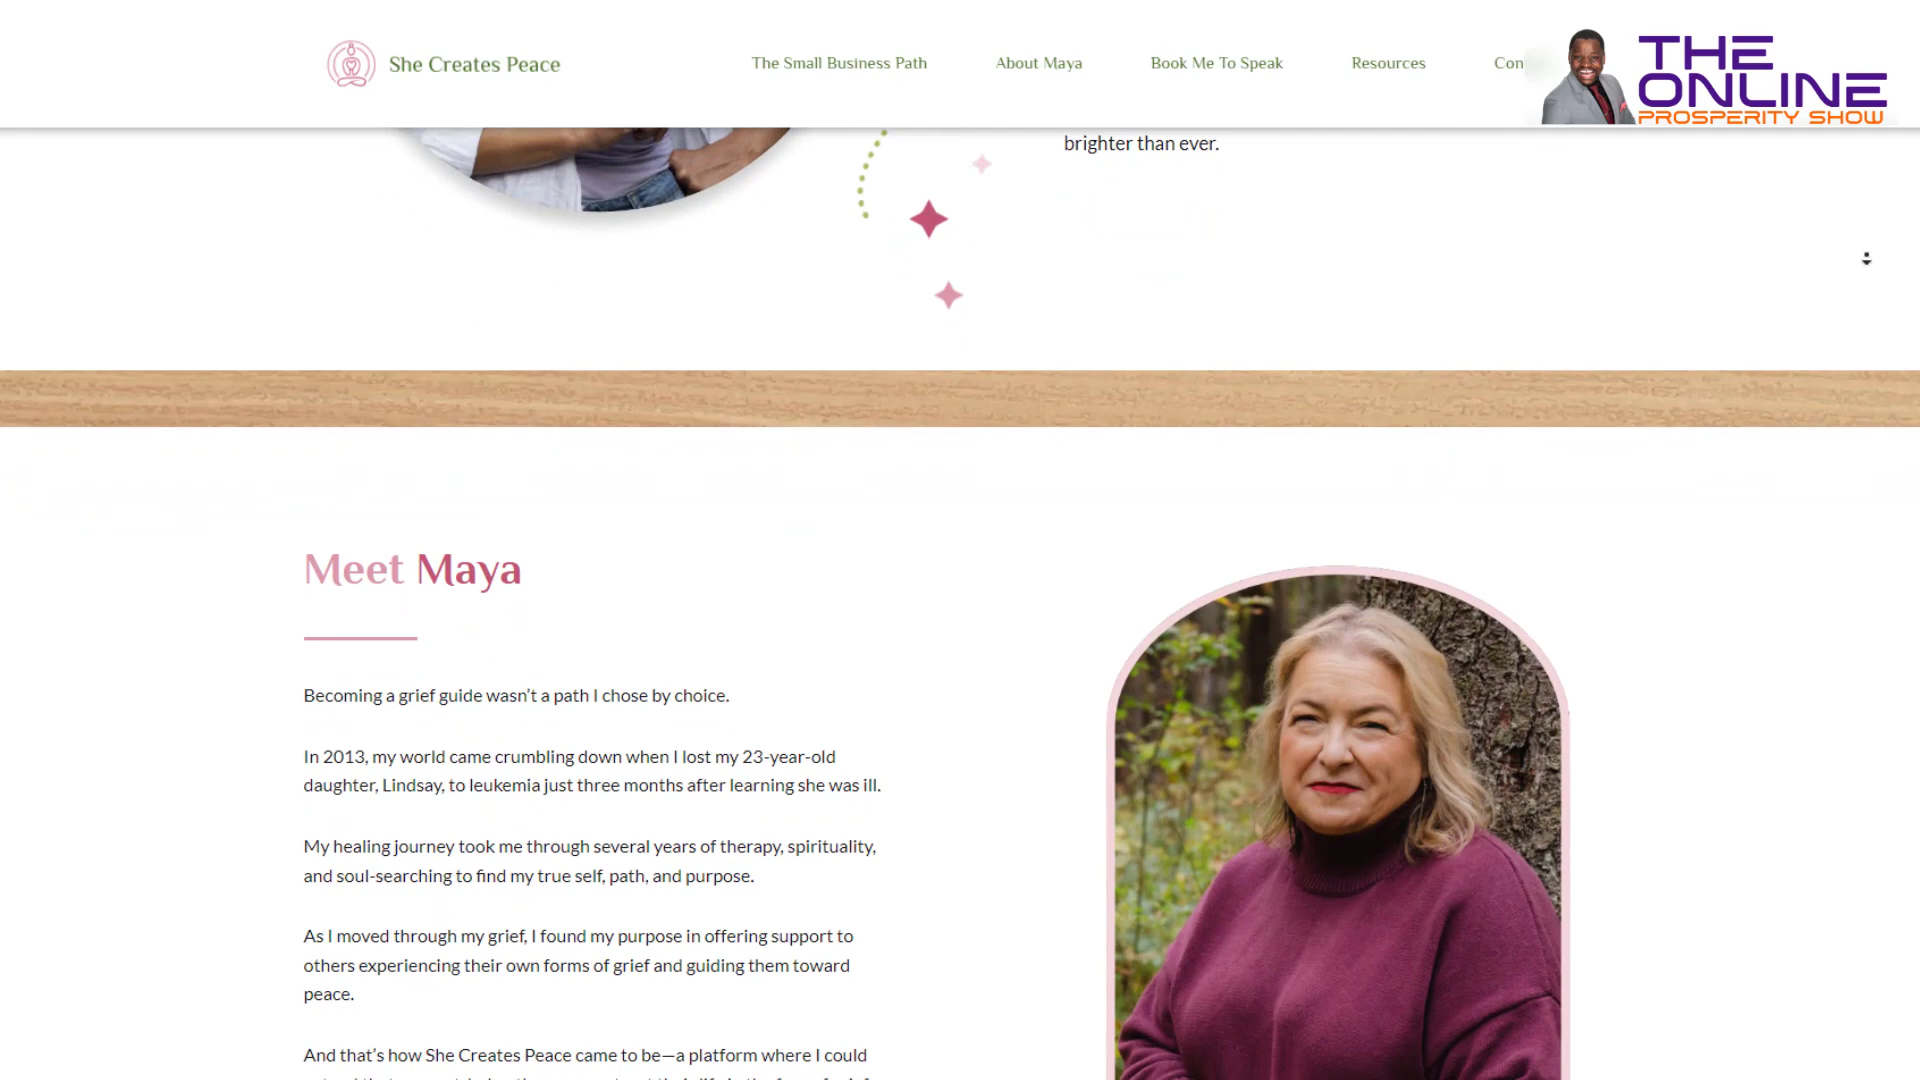 She Creates Peace
The Small Business Path
About Maya
Book Me To Speak
Resources
Con
THE
ONLINE
PROSPERITY SHOW
brighter than ever.
Meet Maya
Becoming a grief guide wasn’t a path I chose by choice.
In 2013, my world came crumbling down when I lost my 23-year-old
daughter, Lindsay, to leukemia just three months after learning she was ill.
My healing journey took me through several years of therapy, spirituality,
and soul-searching to find my true self, path, and purpose.
As I moved through my grief, I found my purpose in offering support to
others experiencing their own forms of grief and guiding them toward
peace.
And that’s how She Creates Peace came to be—a platform where I could